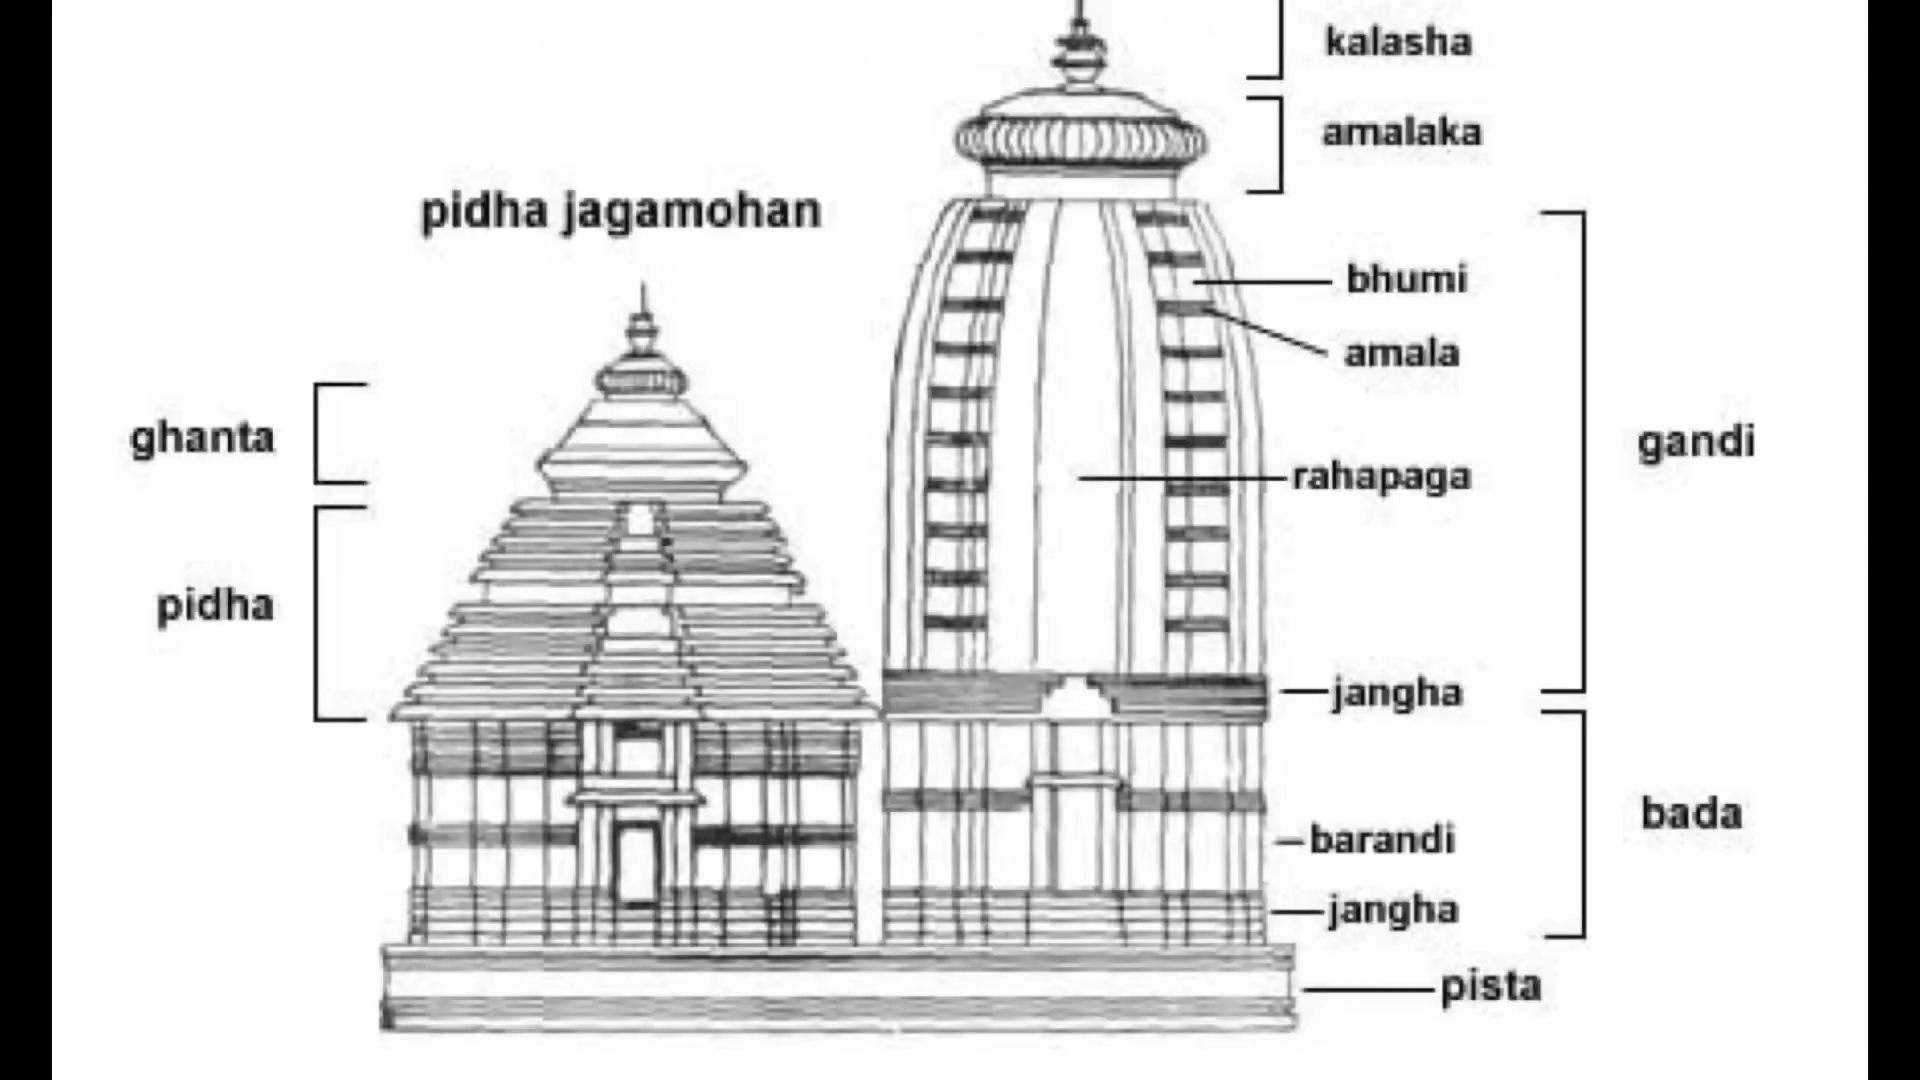 kalasha
amalaka
pidha jagamohan
bhumi
amala
ghanta
gandi
rahapaga
pidha
jangha
bada
barandi
jangha
pista